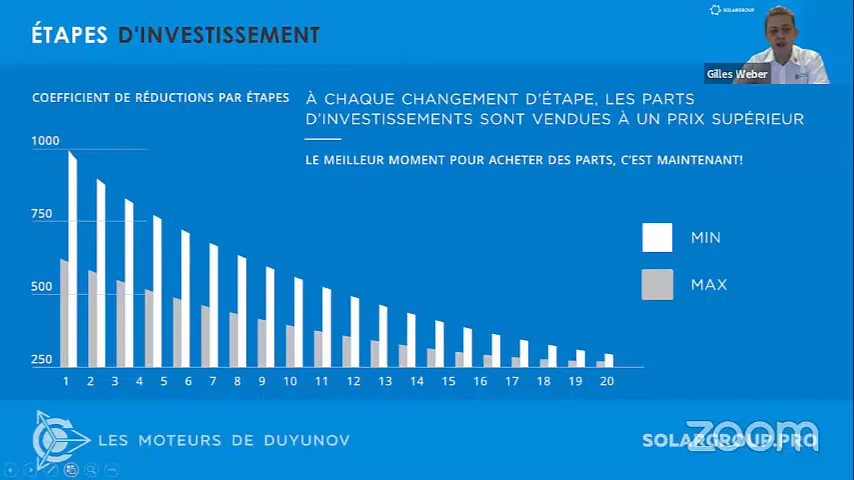 ÉTAPES D'INVESTISSEMENT
SOLARGROUP
Gilles Weber
COEFFICIENT DE RÉDUCTIONS PAR ÉTAPES
À CHAQUE CHANGEMENT D'ÉTAPE, LES PARTS
D'INVESTISSEMENTS SONT VENDUES À UN PRIX SUPÉRIEUR
LE MEILLEUR MOMENT POUR ACHETER DES PARTS, C'EST MAINTENANT!
1000
750
500
250
MIN
MAX
1 2 3 4 5 6 7 8 9 10 11 12 13 14 15 16 17 18 19 20
LES MOTEURS DE DUYUNOV
SOLARGROUP.PRO
zoom